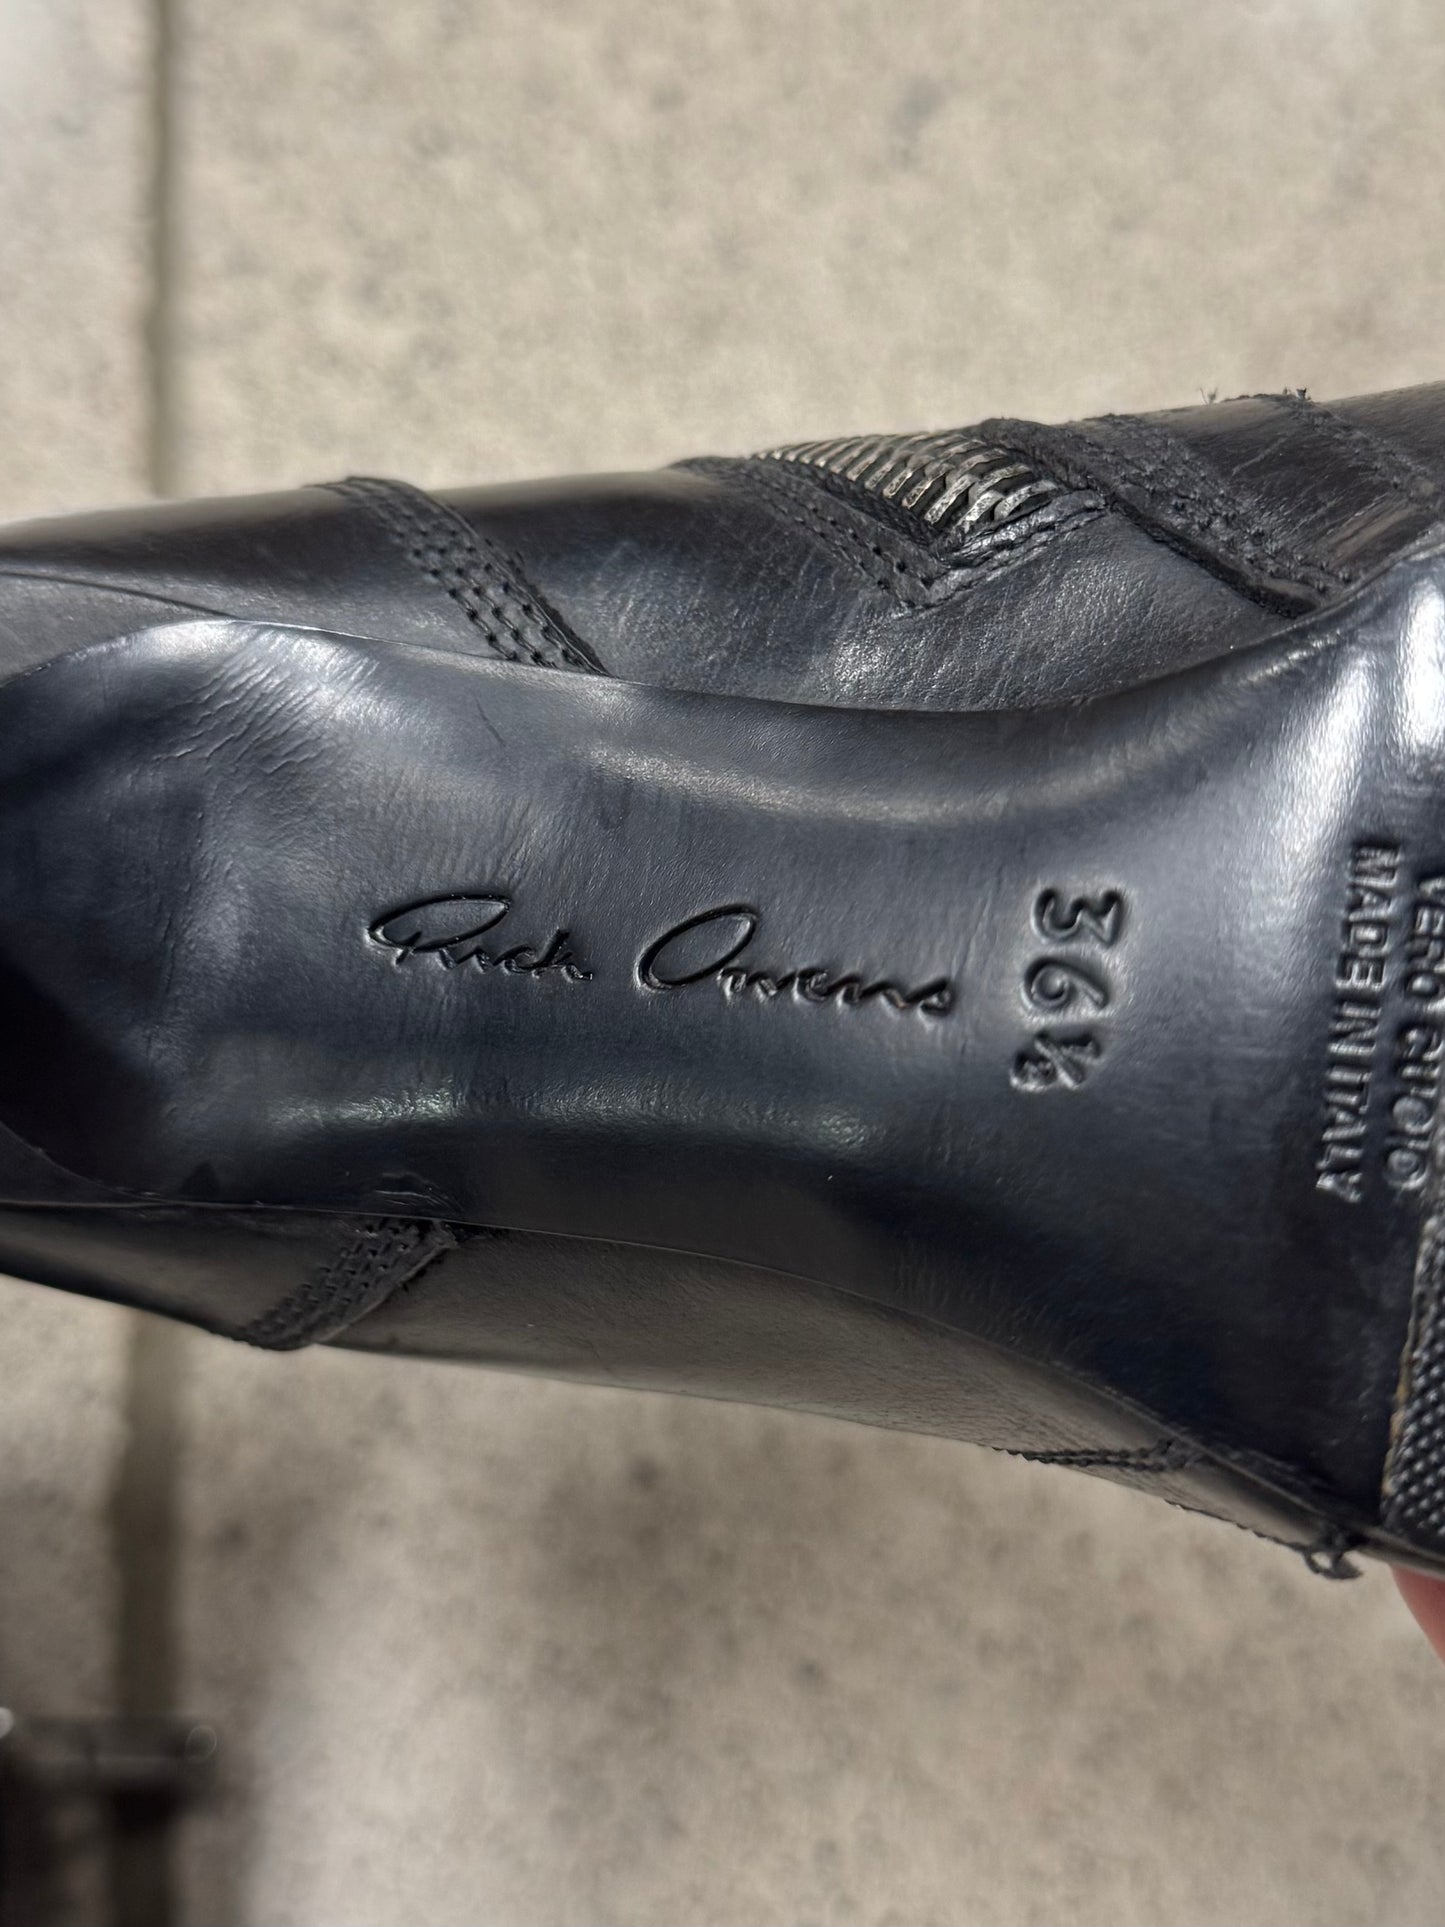 Rick Owens
36½
VERO CUOIO
MADE IN ITALY